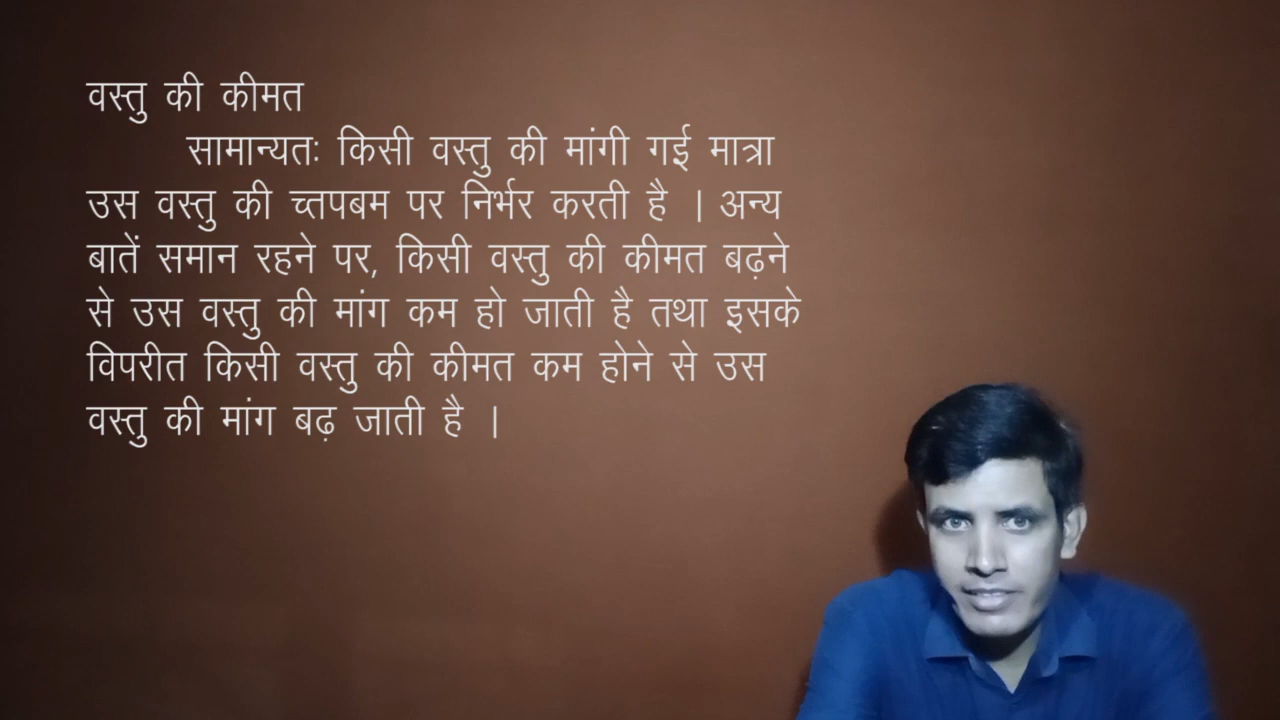 वस्तु की कीमत
सामान्यतः किसी वस्तु की मांगी गई मात्रा
उस वस्तु की च्तपबम पर निर्भर करती है ।अन्य
बातें समान रहने पर, किसी वस्तु की कीमत बढ़ने
से उस वस्तु की मांग कम हो जाती है तथा इसके
विपरीत किसी वस्तु की कीमत कम होने से उस
वस्तु की मांग बढ़ जाती है ।